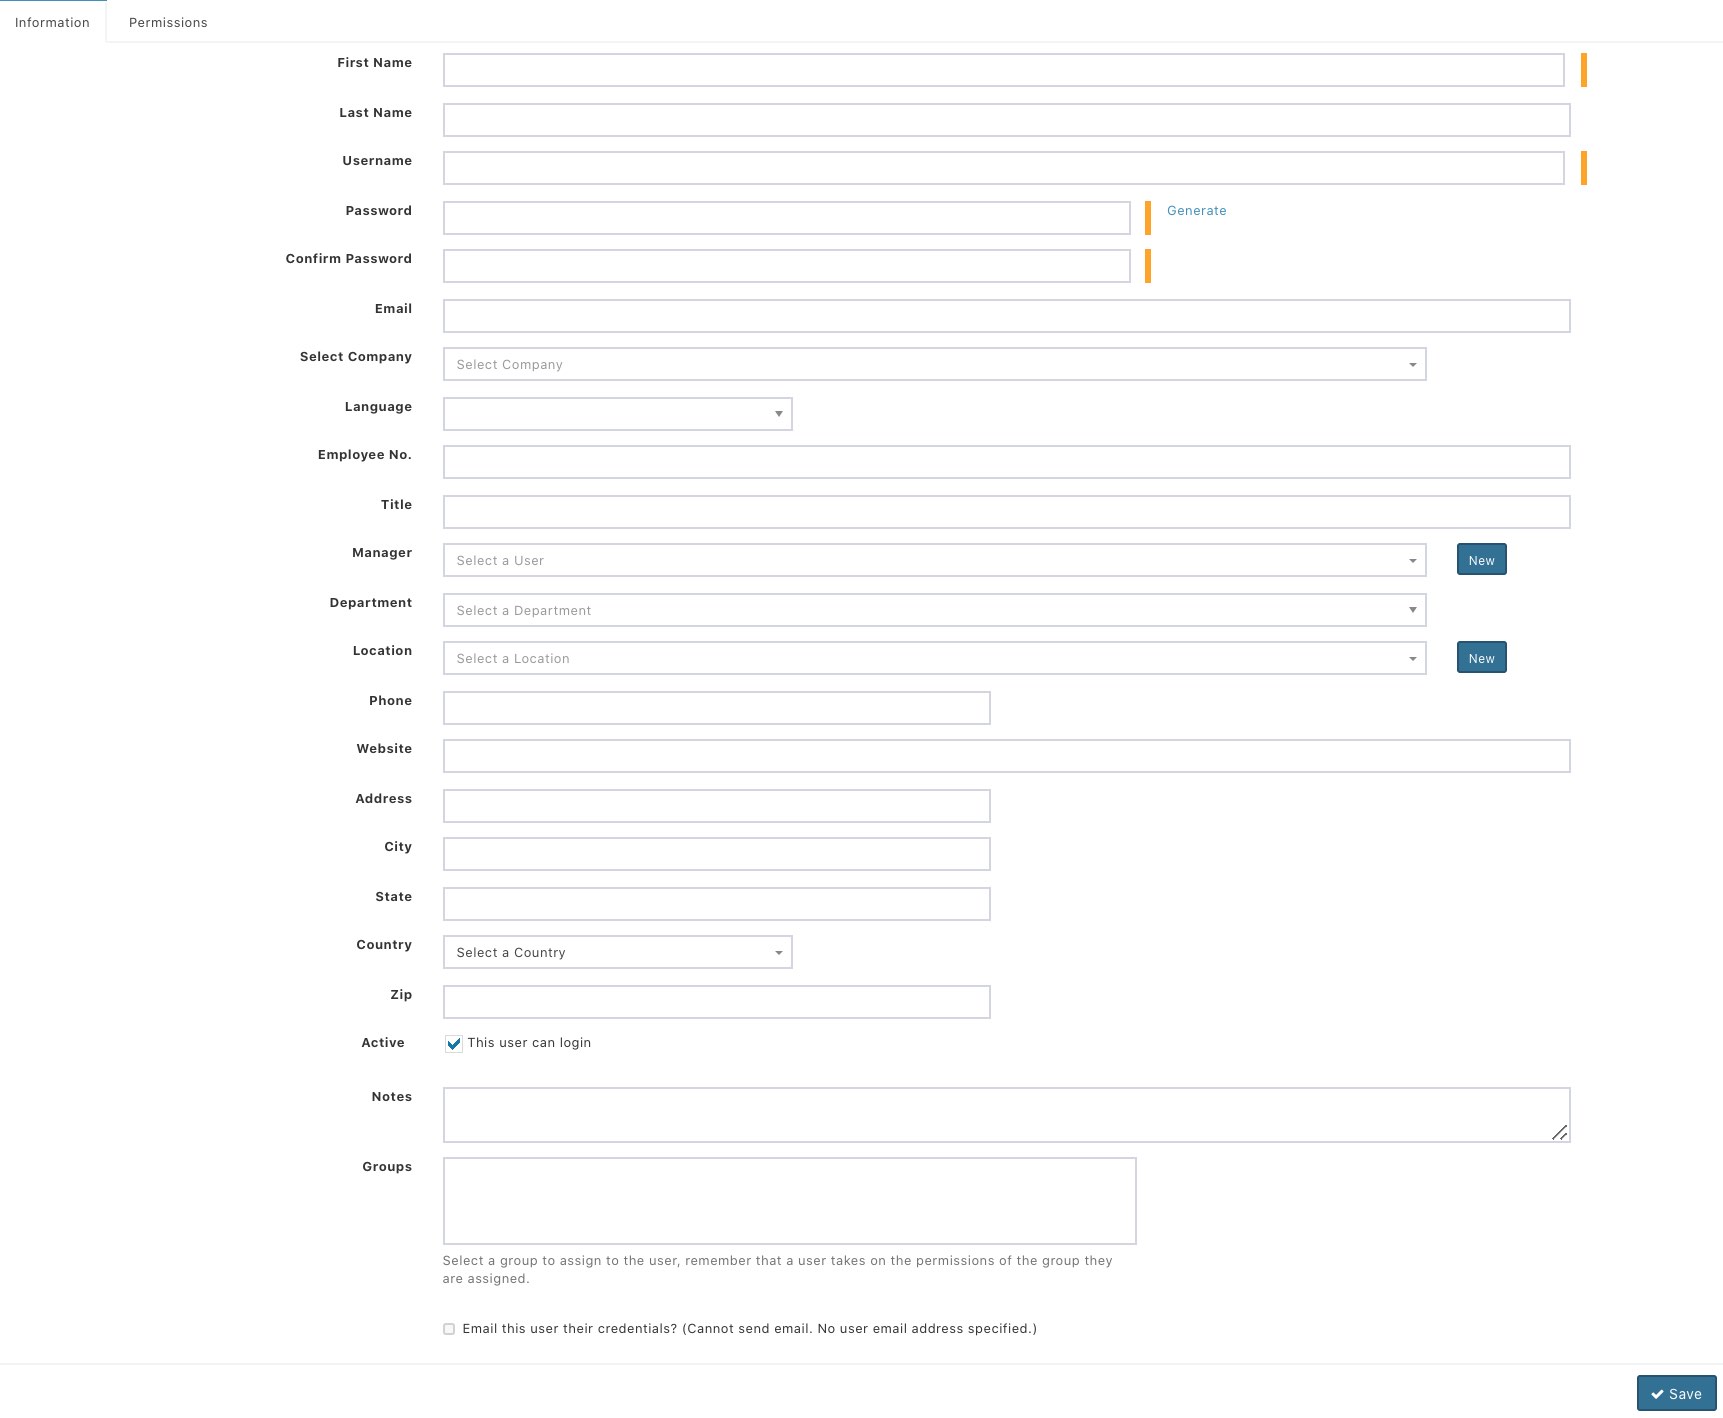 Information Permissions
First Name
Last Name
Username
Password Generate
Confirm Password
Email
Select Company Select Company
Language
Employee No.
Title
Manager Select a User New
Department Select a Department
Location Select a Location New
Phone
Website
Address
City
State
Country Select a Country
Zip
Active This user can login
Notes
Groups
Select a group to assign to the user, remember that a user takes on the permissions of the group they
are assigned.
Email this user their credentials? (Cannot send email. No user email address specified.)
Save